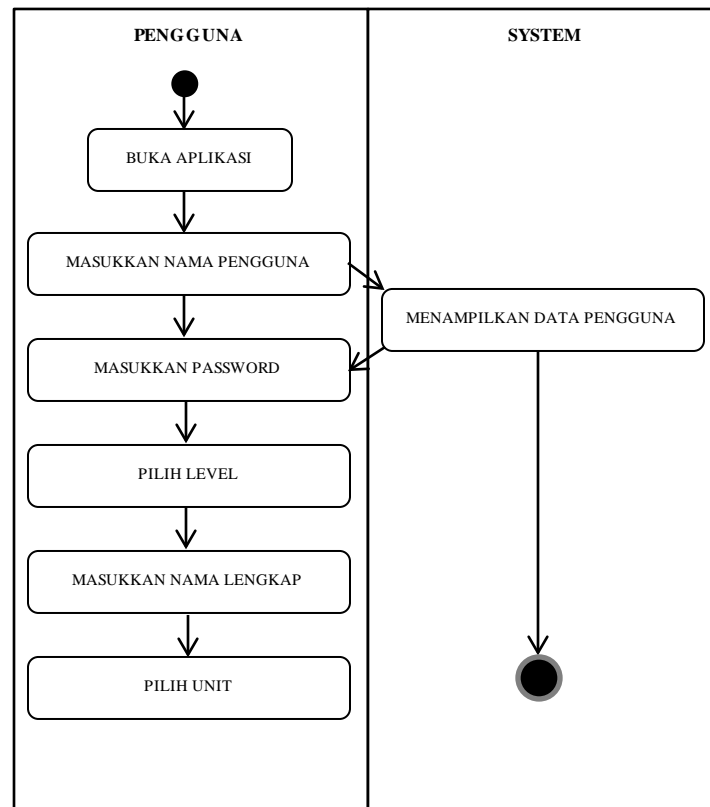 PENGGUNA
SYSTEM
BUKA APLIKASI
MASUKKAN NAMA PENGGUNA
MENAMPILKAN DATA PENGGUNA
MASUKKAN PASSWORD
PILIH LEVEL
MASUKKAN NAMA LENGKAP
PILIH UNIT